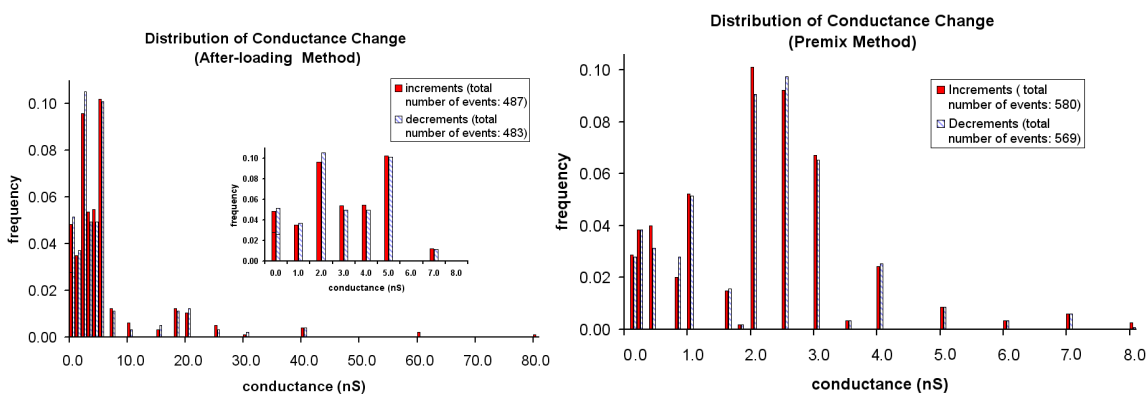 Distribution of Conductance Change
(After-loading Method)
increments (total
number of events: 487)
decrements (total
number of events: 483)
0.10
0.08
0.06
0.04
0.02
0.00
frequency
0.0 10.0 20.0 30.0 40.0 50.0 60.0 70.0 80.0
conductance (nS)
0.10
0.08
0.06
0.04
0.02
0.00
frequency
0.0 1.0 2.0 3.0 4.0 5.0 6.0 7.0 8.0
conductance (nS)
Distribution of Conductance Change
(Premix Method)
Increments ( total
number of events: 580)
Decrements (total
number of events: 569)
0.10
0.08
0.06
0.04
0.02
0.00
frequency
0.0 1.0 2.0 3.0 4.0 5.0 6.0 7.0 8.0
conductance (nS)